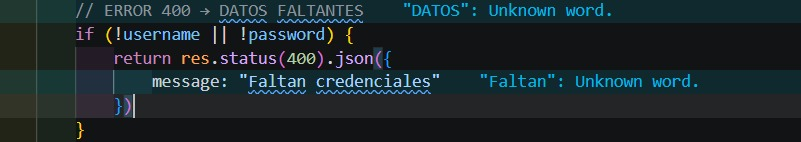 // ERROR 400 → DATOS FALTANTES    "DATOS": Unknown word.
if (!username || !password) {
    return res.status(400).json({
        message: "Faltan credenciales"    "Faltan": Unknown word.
    })
}